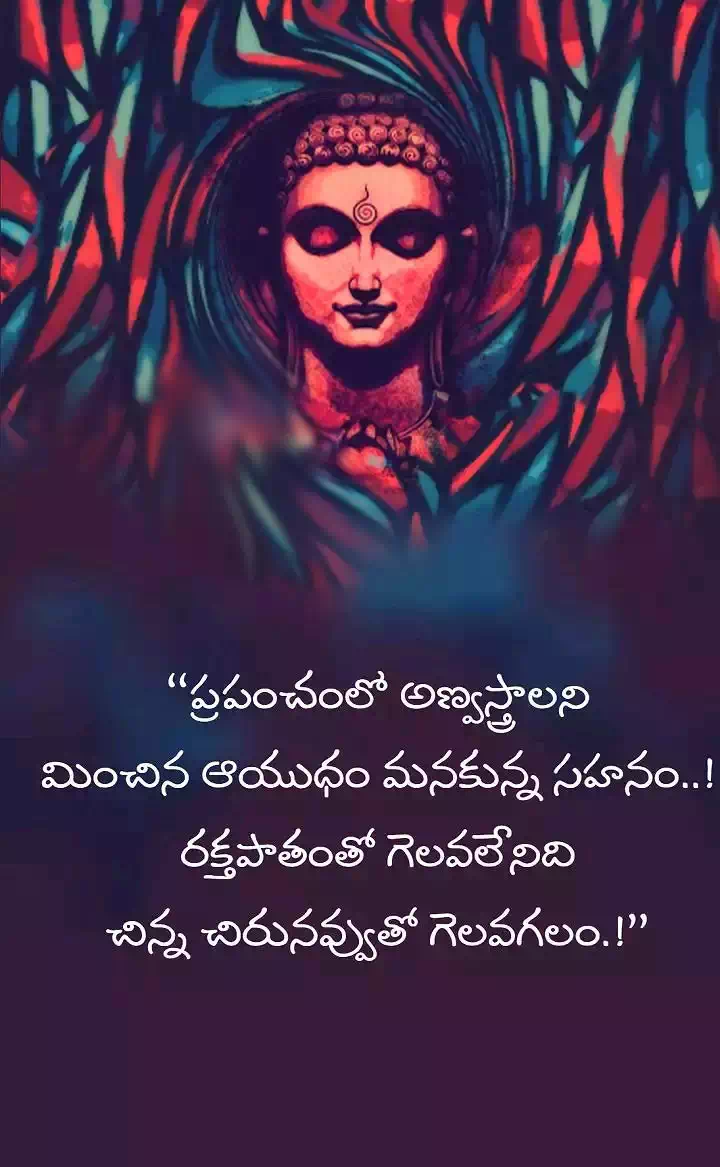 “ప్రపంచంలో అణ్వస్త్రాలని
మించిన ఆయుధం మనకున్న సహనం..!
రక్తపాతంతో గెలవలేనిది
చిన్న చిరునవ్వుతో గెలవగలం.!”